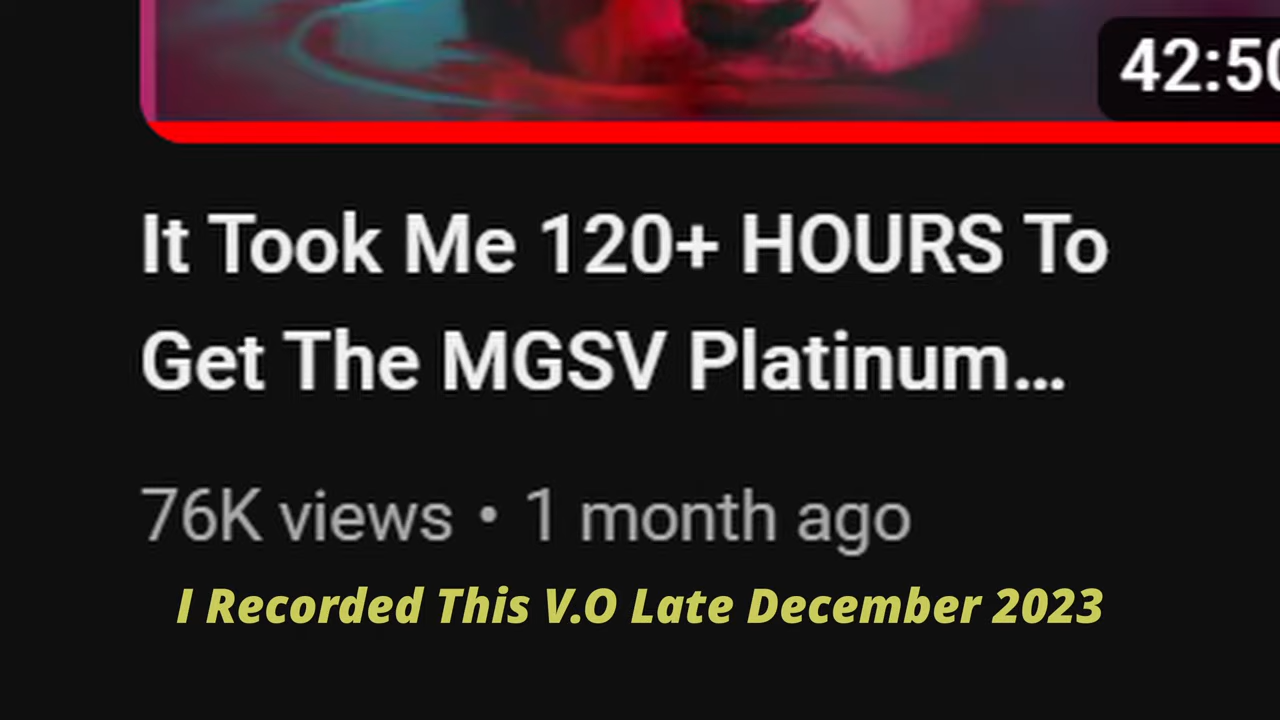 42:50
It Took Me 120+ HOURS To
Get The MGSV Platinum...
76K views • 1 month ago
I Recorded This V.O Late December 2023